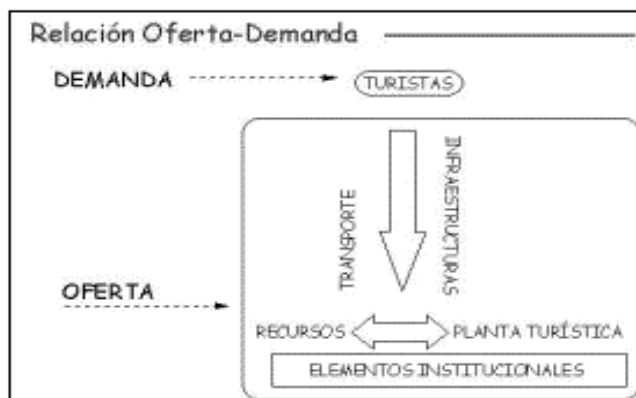 Relación Oferta-Demanda
DEMANDA
TURISTAS
TRANSPORTE
INFRAESTRUCTURAS
OFERTA
RECURSOS
PLANTA TURÍSTICA
ELEMENTOS INSTITUCIONALES